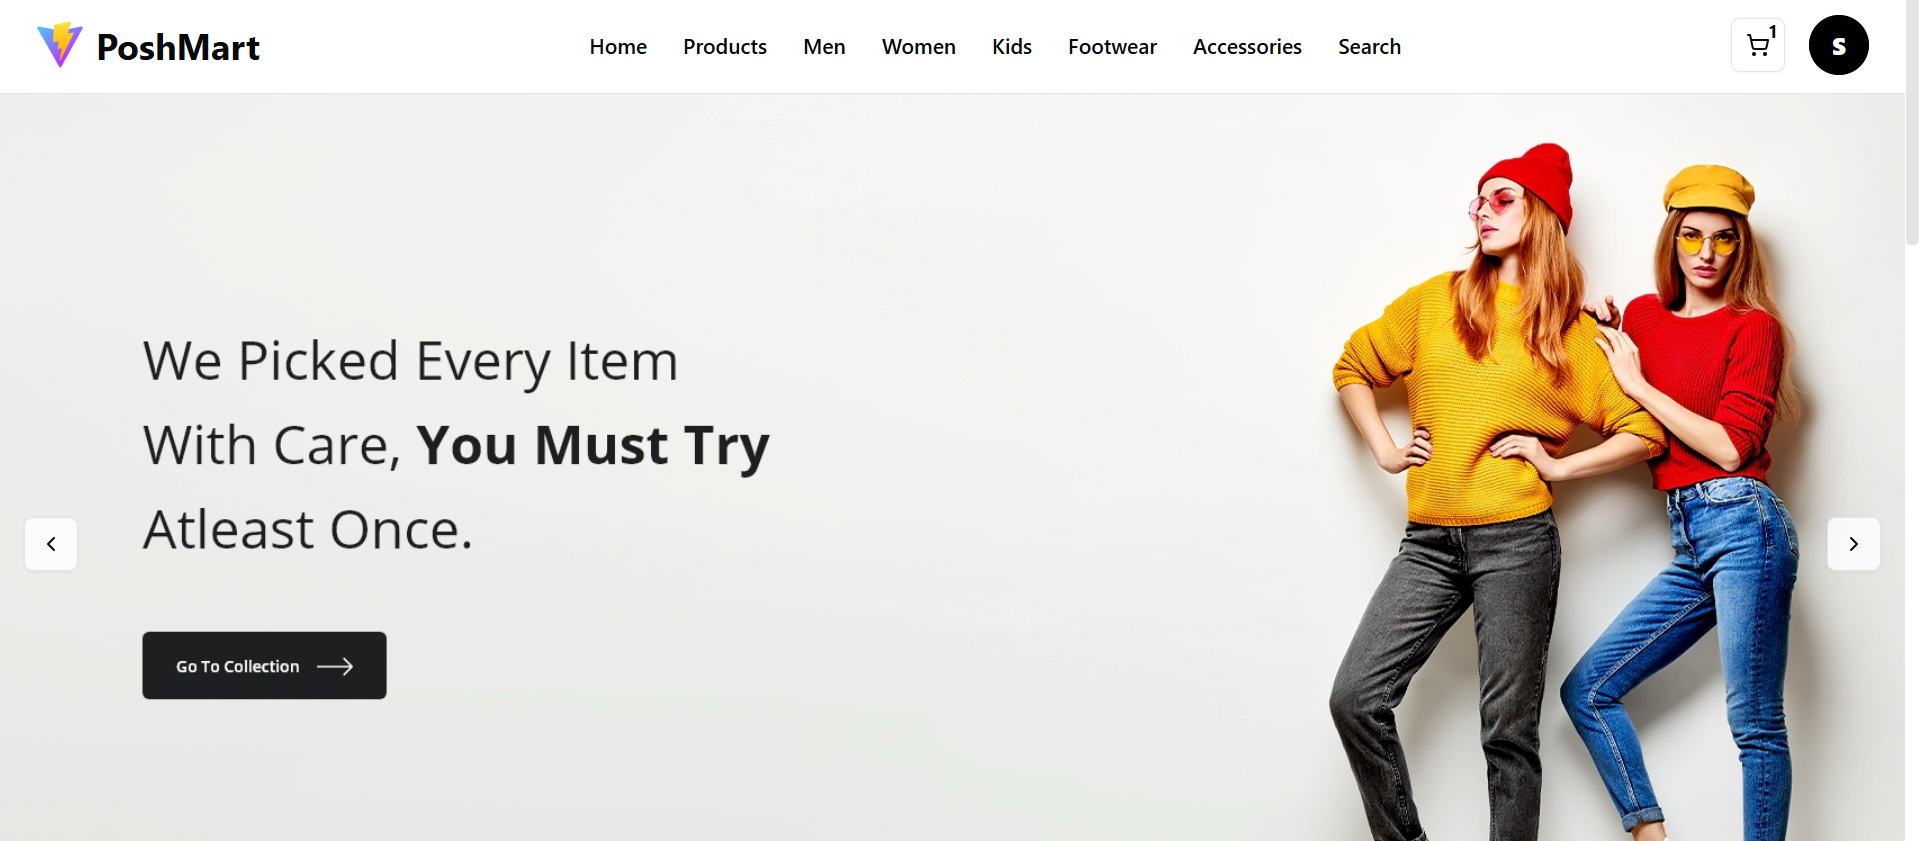 PoshMart
Home Products Men Women Kids Footwear Accessories Search
1
S
We Picked Every Item
With Care, You Must Try
Atleast Once.
Go To Collection